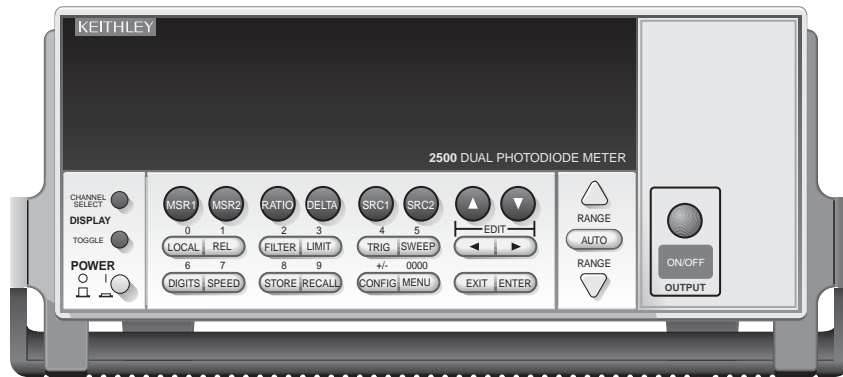 KEITHLEY
2500 DUAL PHOTODIODE METER
CHANNEL
SELECT
DISPLAY
TOGGLE
POWER
MSR1 MSR2 RATIO DELTA SRC1 SRC2
0 1 2 3 4 5
EDIT
LOCAL REL FILTER LIMIT TRIG SWEEP
6 7 8 9 +/- 0000
DIGITS SPEED STORE RECALL CONFIG MENU EXIT ENTER
RANGE
AUTO
RANGE
ON/OFF
OUTPUT